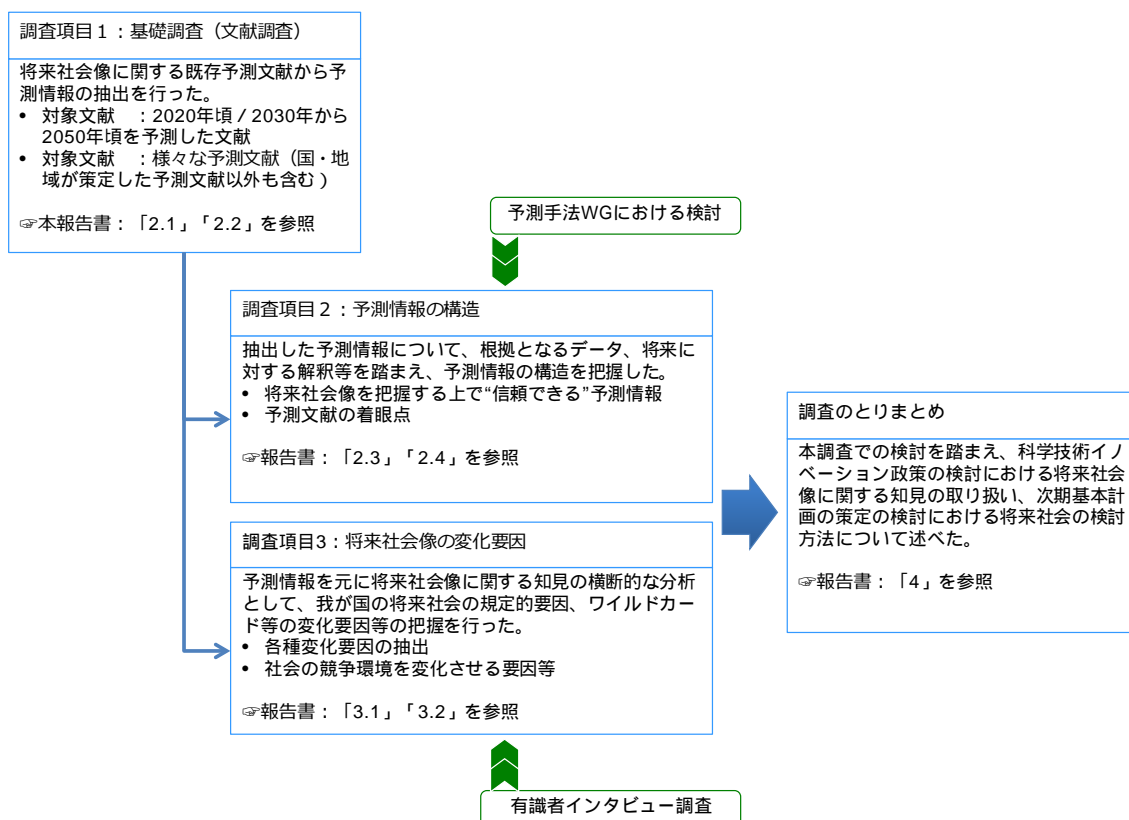 調査項目１：基礎調査（文献調査）
将来社会像に関する既存予測文献から予
測情報の抽出を行った。
• 対象文献　：2020年頃／2030年から
2050年頃を予測した文献
• 対象文献　：様々な予測文献（国・地
域が策定した予測文献以外も含む）
☞本報告書：「2.1」「2.2」を参照
予測手法WGにおける検討
調査項目２：予測情報の構造
抽出した予測情報について、根拠となるデータ、将来に
対する解釈等を踏まえ、予測情報の構造を把握した。
• 将来社会像を把握する上で“信頼できる”予測情報
• 予測文献の着眼点
☞報告書：「2.3」「2.4」を参照
調査項目3：将来社会像の変化要因
予測情報を元に将来社会像に関する知見の横断的な分析
として、我が国の将来社会の規定的要因、ワイルドカー
ド等の変化要因等の把握を行った。
• 各種変化要因の抽出
• 社会の競争環境を変化させる要因等
☞報告書：「3.1」「3.2」を参照
有識者インタビュー調査
調査のとりまとめ
本調査での検討を踏まえ、科学技術イノ
ベーション政策の検討における将来社会
像に関する知見の取り扱い、次期基本計
画の策定の検討における将来社会の検討
方法について述べた。
☞報告書：「4」を参照